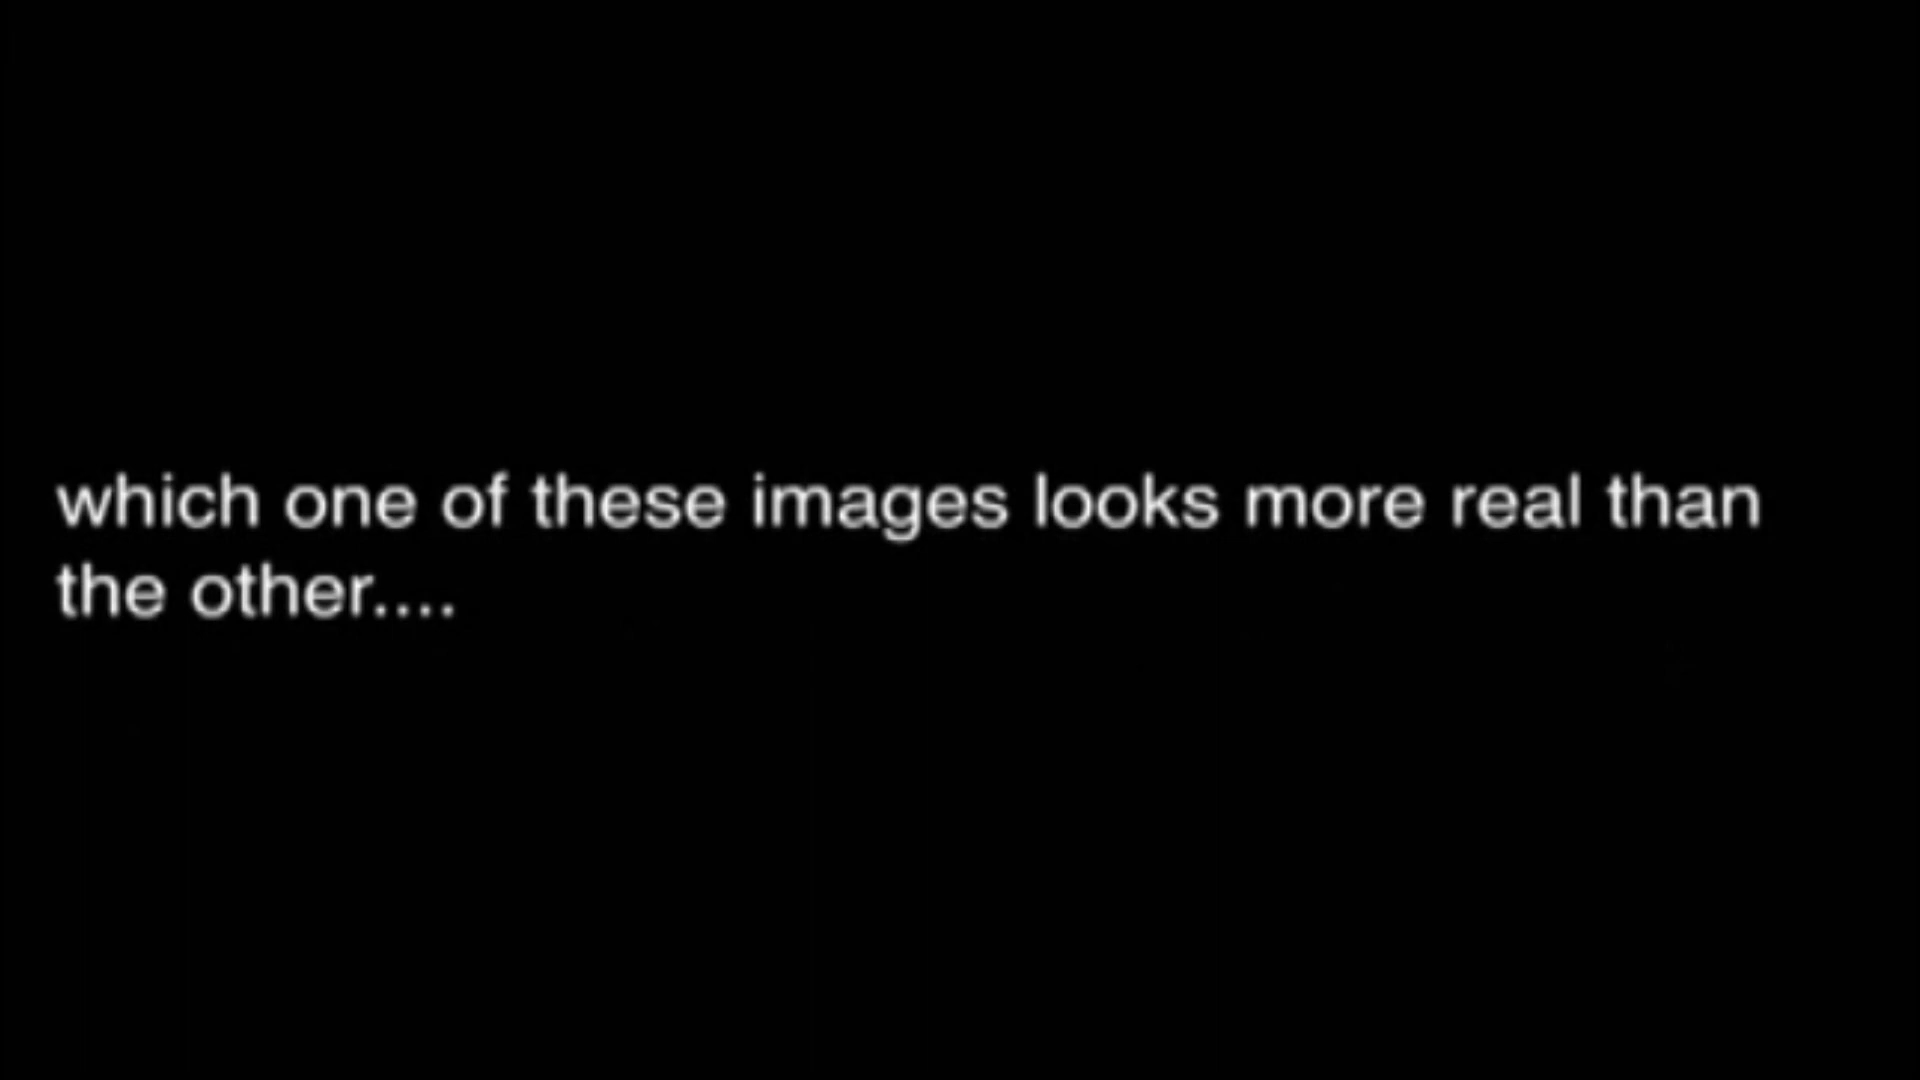 which one of these images looks more real than
the other....